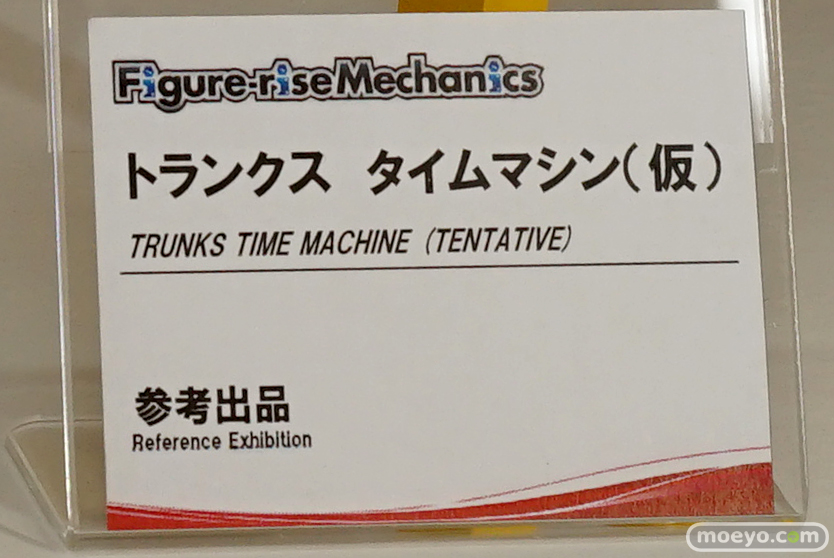 Figure-riseMechanics
トランクス タイムマシン(仮)
TRUNKS TIME MACHINE (TENTATIVE)
参考出品
Reference Exhibition
moeyo.com